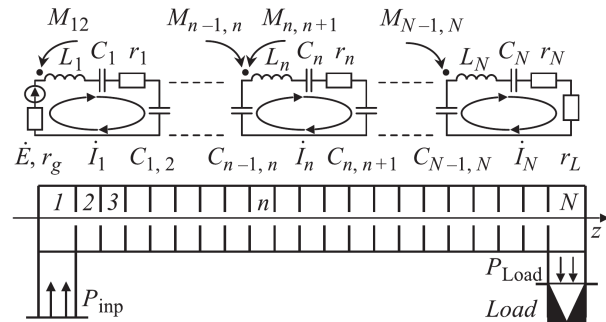 M12 Mn−1, n Mn, n+1 MN−1, N
L1 C1 r1 Ln Cn rn LN CN rN
Ė, rg İ1 C1, 2 Cn−1, n İn Cn, n+1 CN−1, N İN rL
1 2 3 n N
z
Pinp PLoad
Load